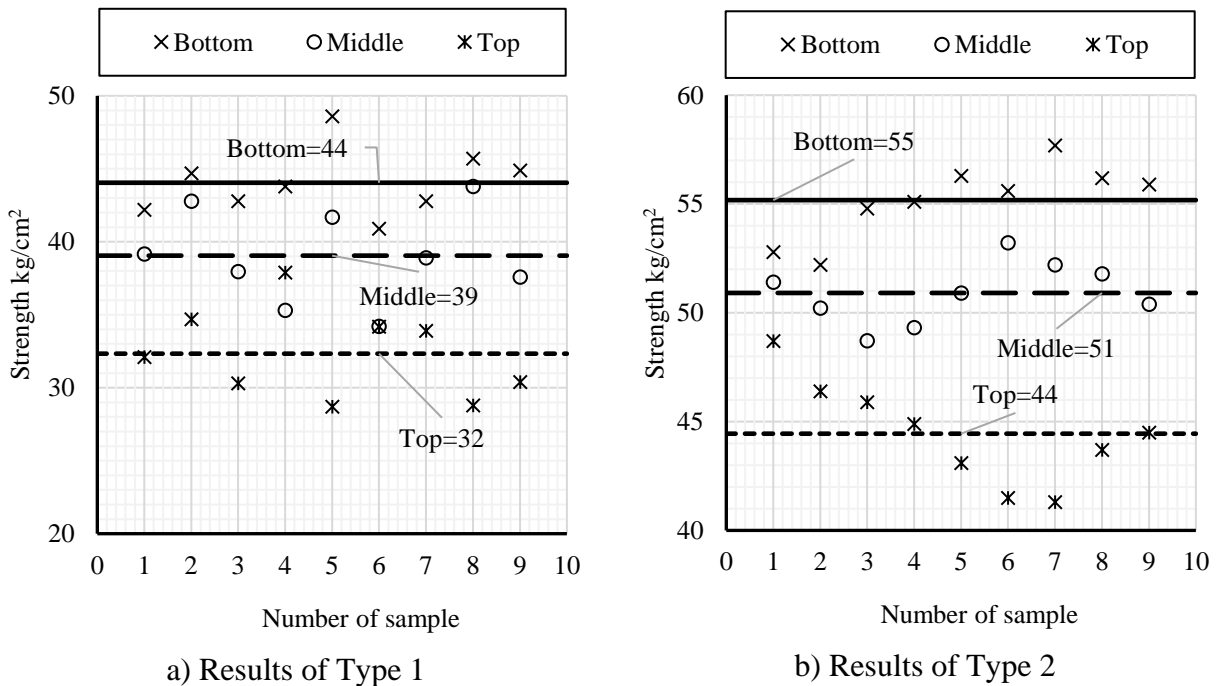 Bottom Middle Top
50
40
30
20
Strength kg/cm²
Bottom=44
Middle=39
Top=32
0 1 2 3 4 5 6 7 8 9 10
Number of sample
a) Results of Type 1
Bottom Middle Top
60
55
50
45
40
Strength kg/cm²
Bottom=55
Middle=51
Top=44
0 1 2 3 4 5 6 7 8 9 10
Number of sample
b) Results of Type 2